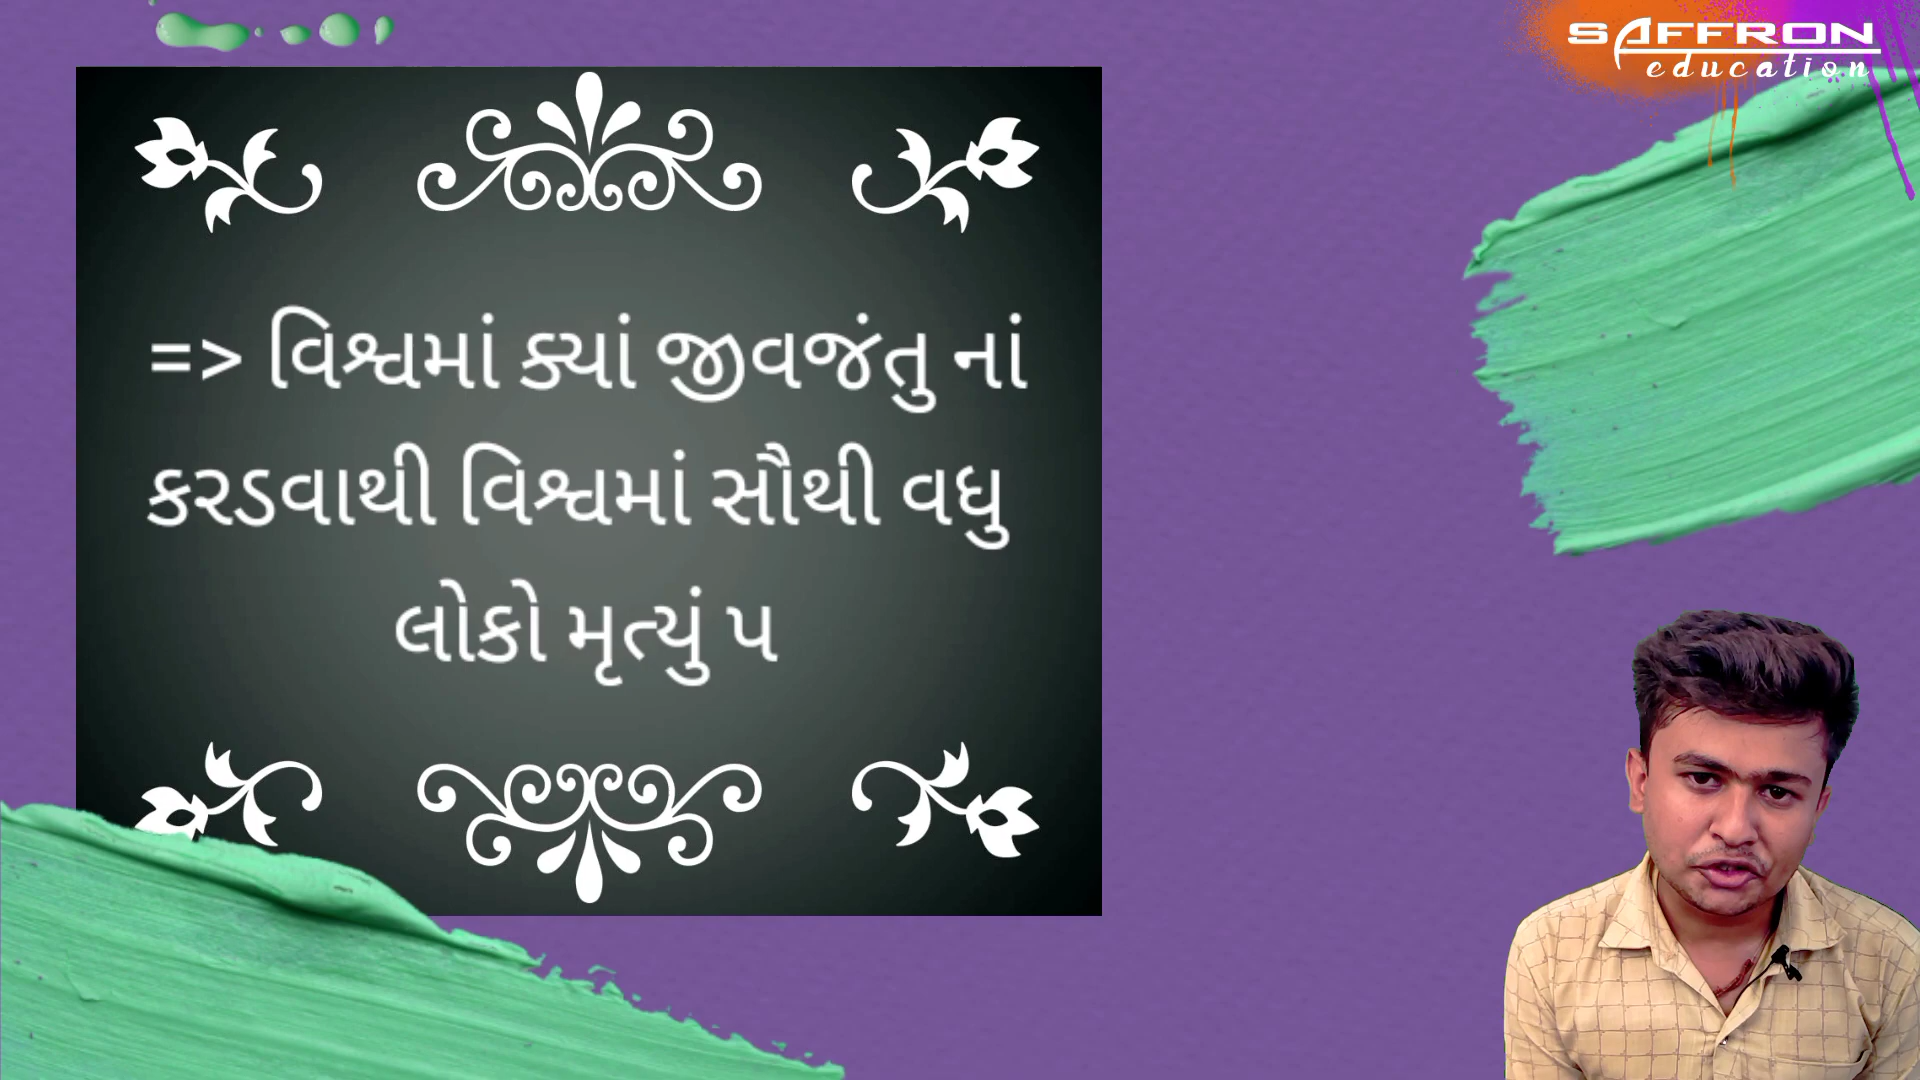 SAFFRON
education
=> વિશ્વમાં ક્યાં જીવજંતુ નાં
કરડવાથી વિશ્વમાં સૌથી વધુ
લોકો મૃત્યું પ